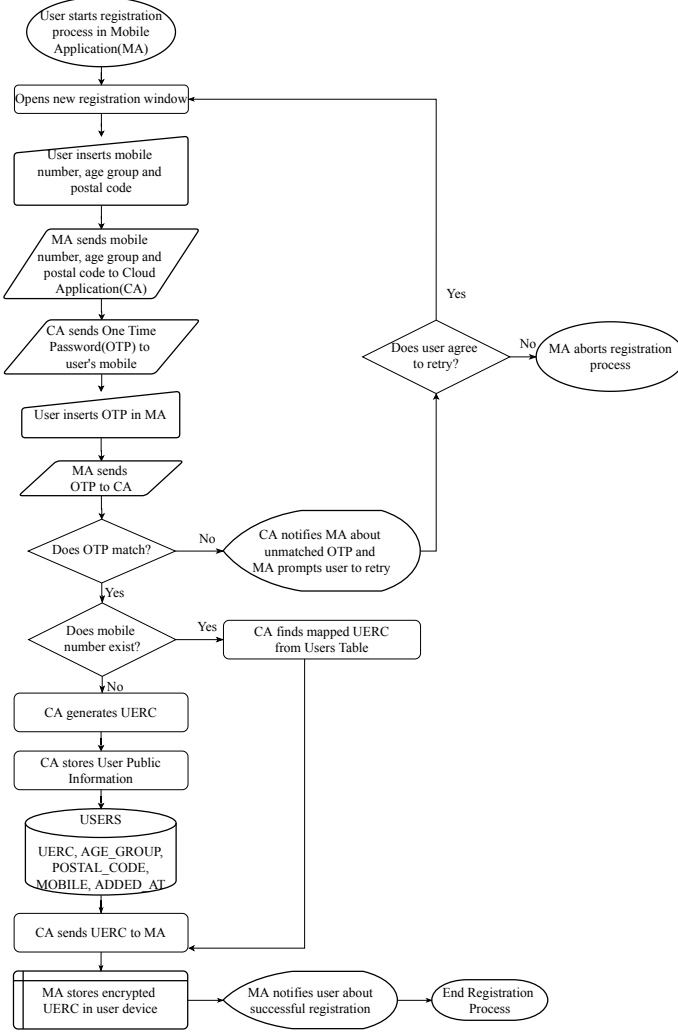 User starts registration
process in Mobile
Application(MA)
Opens new registration window
User inserts mobile
number, age group and
postal code
MA sends mobile
number, age group and
postal code to Cloud
Application(CA)
Yes
CA sends One Time
Password(OTP) to
user's mobile
Does user agree
to retry?
No
MA aborts registration
process
User inserts OTP in MA
MA sends
OTP to CA
Does OTP match?
No
CA notifies MA about
unmatched OTP and
MA prompts user to retry
Yes
Does mobile
number exist?
Yes
CA finds mapped UERC
from Users Table
No
CA generates UERC
CA stores User Public
Information
USERS
UERC, AGE_GROUP,
POSTAL_CODE,
MOBILE, ADDED_AT
CA sends UERC to MA
MA stores encrypted
UERC in user device
MA notifies user about
successful registration
End Registration
Process